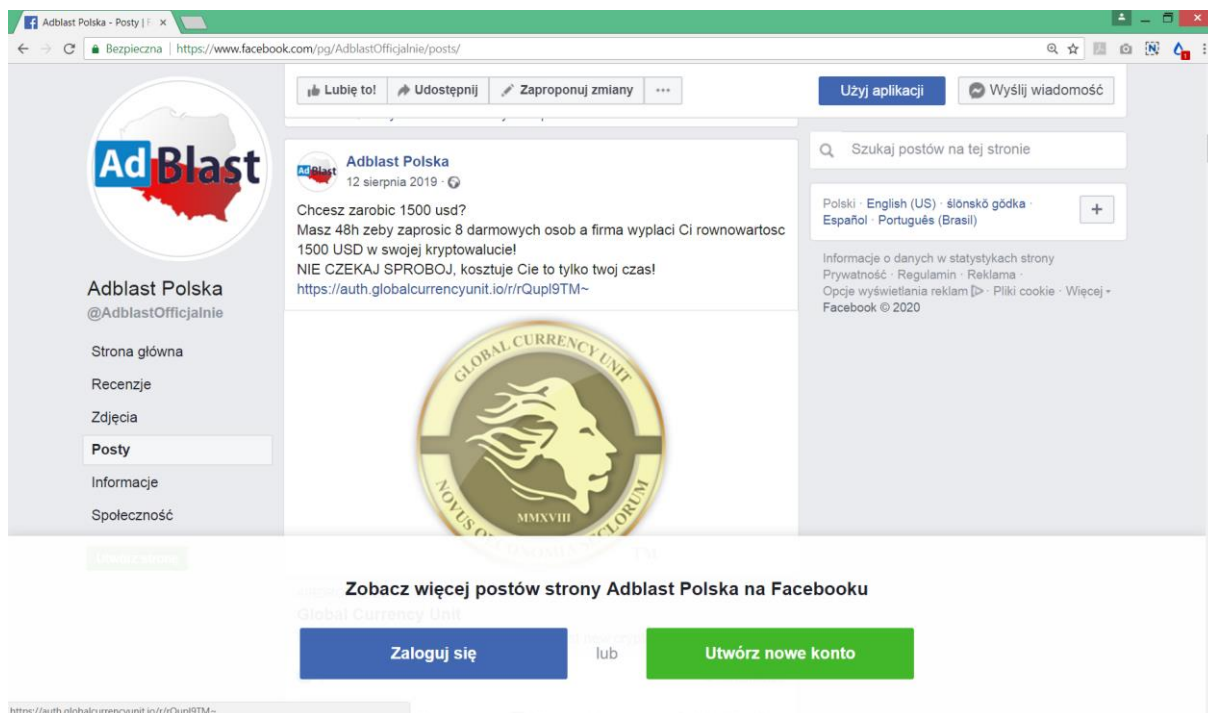 Adblast Polska - Posty | F
Bezpieczna | https://www.facebook.com/pg/AdblastOfficjalnie/posts/
Lubię to! Udostępnij Zaproponuj zmiany ...
Użyj aplikacji Wyślij wiadomość
AdBlast
Adblast Polska
@AdblastOfficjalnie
Strona główna
Recenzje
Zdjęcia
Posty
Informacje
Społeczność
AdBlast
Adblast Polska
12 sierpnia 2019
Chcesz zarobic 1500 usd?
Masz 48h zeby zaprosic 8 darmowych osob a firma wyplaci Ci rownowartosc
1500 USD w swojej kryptowalucie!
NIE CZEKAJ SPROBOJ, kosztuje Cie to tylko twoj czas!
https://auth.globalcurrencyunit.io/r/rQupl9TM~
GLOBAL CURRENCY UNIT
NOVUS
MMXVIII
TM
Global Currency Unit
Szukaj postów na tej stronie
Polski · English (US) · ślōnskŏ gŏdka ·
Español · Português (Brasil)
+
Informacje o danych w statystykach strony
Prywatność · Regulamin · Reklama ·
Opcje wyświetlania reklam · Pliki cookie · Więcej
Facebook © 2020
Zobacz więcej postów strony Adblast Polska na Facebooku
Zaloguj się lub Utwórz nowe konto
https://auth.globalcurrencyunit.io/r/rQupl9TM~